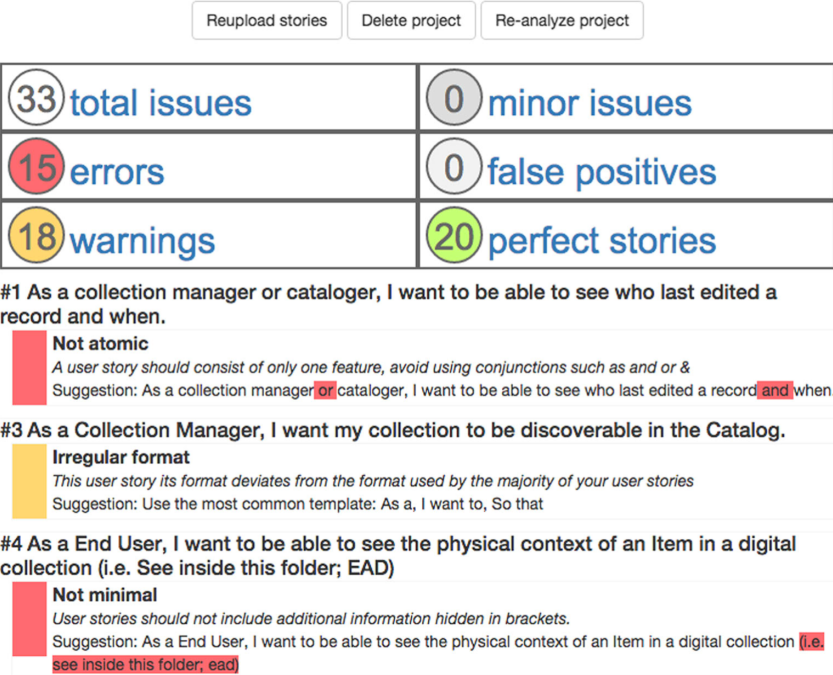 Reupload stories Delete project Re-analyze project
33 total issues 0 minor issues
15 errors 0 false positives
18 warnings 20 perfect stories
#1 As a collection manager or cataloger, I want to be able to see who last edited a
record and when.
Not atomic
A user story should consist of only one feature, avoid using conjunctions such as and or &
Suggestion: As a collection manager or cataloger, I want to be able to see who last edited a record and when.
#3 As a Collection Manager, I want my collection to be discoverable in the Catalog.
Irregular format
This user story its format deviates from the format used by the majority of your user stories
Suggestion: Use the most common template: As a, I want to, So that
#4 As a End User, I want to be able to see the physical context of an Item in a digital
collection (i.e. See inside this folder; EAD)
Not minimal
User stories should not include additional information hidden in brackets.
Suggestion: As a End User, I want to be able to see the physical context of an Item in a digital collection (i.e.
see inside this folder; ead)